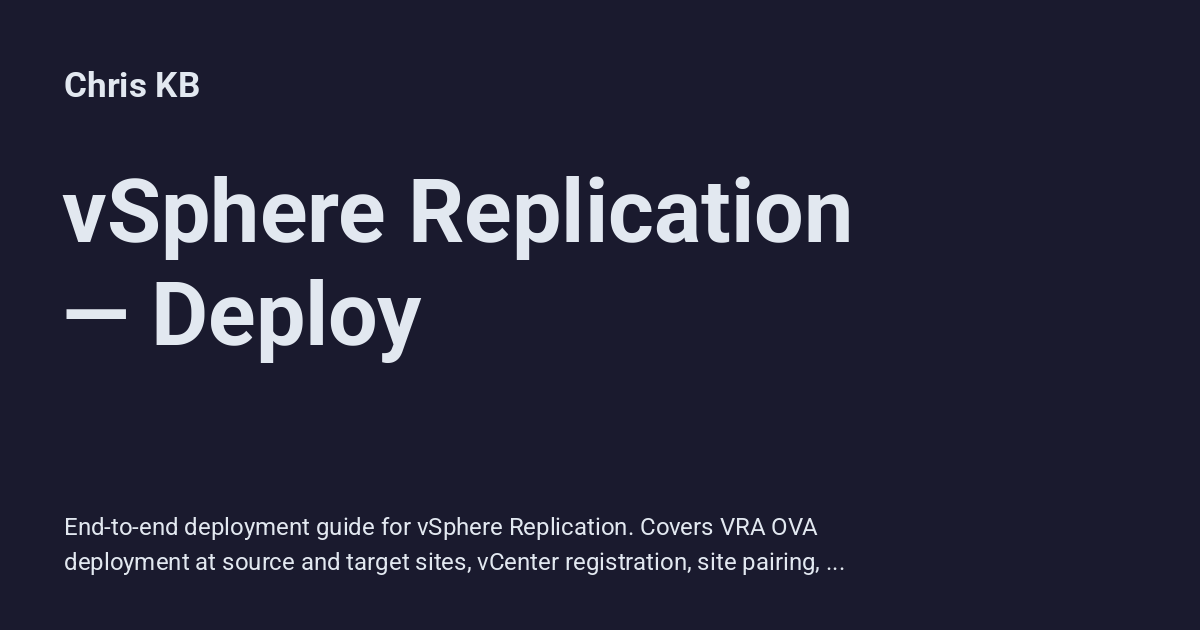 Chris KB
vSphere Replication
— Deploy
End-to-end deployment guide for vSphere Replication. Covers VRA OVA
deployment at source and target sites, vCenter registration, site pairing, ...